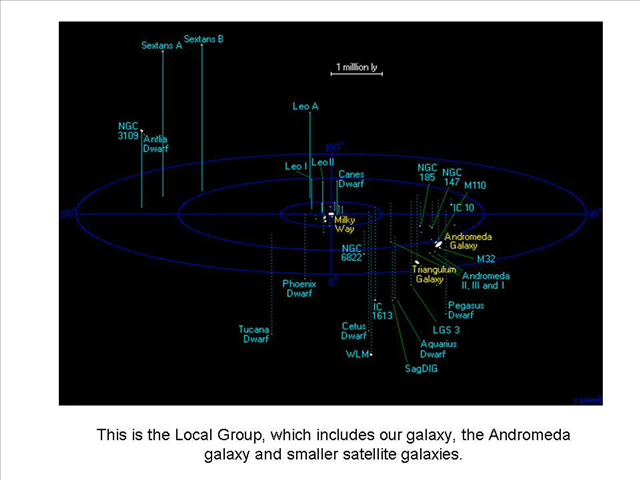 Sextans A
Sextans B
1 milllion ly
NGC
3109
Antlia
Dwarf
Leo A
Leo I
Leo II
Canes
Dwarf
NGC
185
NGC
147
M110
IC 10
Milky
Way
Andromeda
Galaxy
M32
NGC
6822
Triangulum
Galaxy
Andromeda
II, III and I
Phoenix
Dwarf
0°
IC
1613
Pegasus
Dwarf
Tucana
Dwarf
Cetus
Dwarf
LGS 3
WLM
Aquarius
Dwarf
SagDIG
This is the Local Group, which includes our galaxy, the Andromeda
galaxy and smaller satellite galaxies.